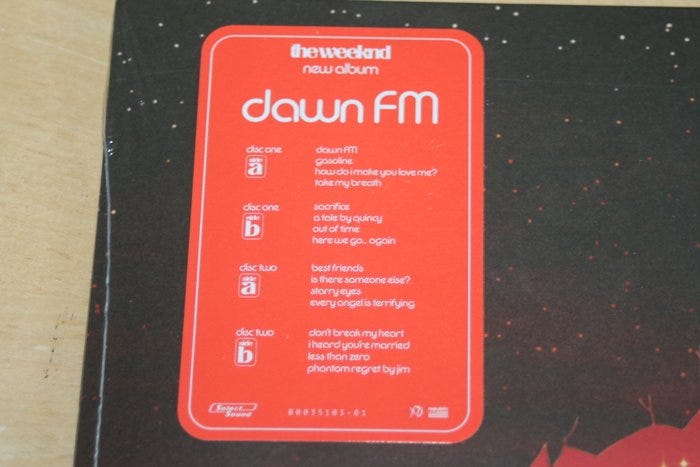 the weeknd
new album
dawn FM
disc one
side
a
dawn FM
gasoline
how do i make you love me?
take my breath
disc one
side
b
sacrifice
a tale by quincy
out of time
here we go.. again
disc two
side
a
best friends
is there someone else?
starry eyes
every angel is terrifying
disc two
side
b
don't break my heart
i heard you're married
less than zero
phantom regret by jim
Select
Sound
B0035103-01
XO